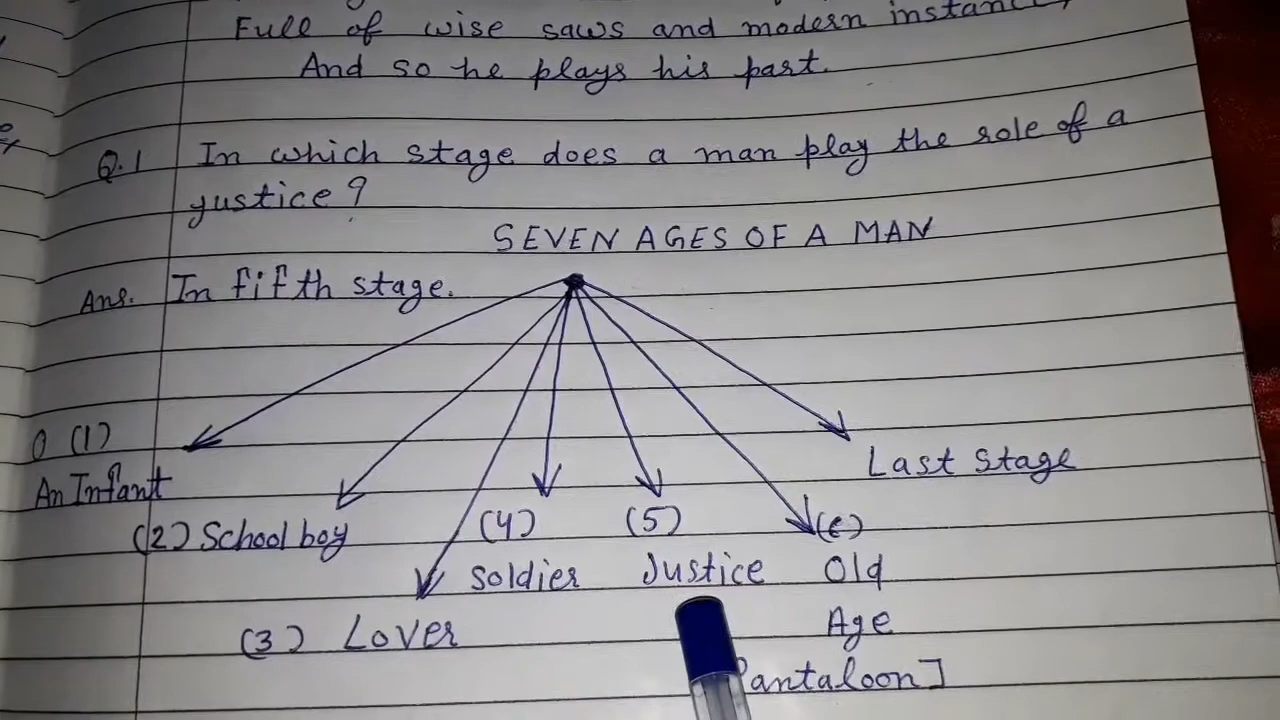 Full of wise saws and modern
And so he plays his part.
Q.1 In which stage does a man play the role of a
justice?
SEVEN AGES OF A MAN
Ans. In fifth stage.
(1)
An Infant
Last Stage
(2) School boy
(4) (5) (6)
Soldier Justice Old
(3) Lover Age
Pantaloon]